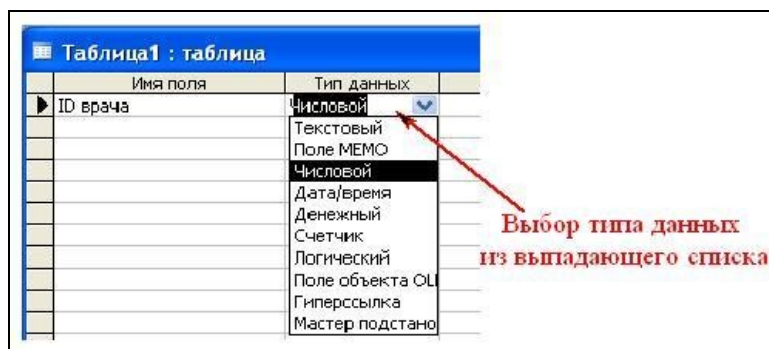 Таблица1 : таблица
Имя поля Тип данных
ID врача Числовой
Текстовый
Поле МЕМО
Числовой
Дата/время
Денежный
Счетчик
Логический
Поле объекта OL
Гиперссылка
Мастер подстано
Выбор типа данных
из выпадающего списка